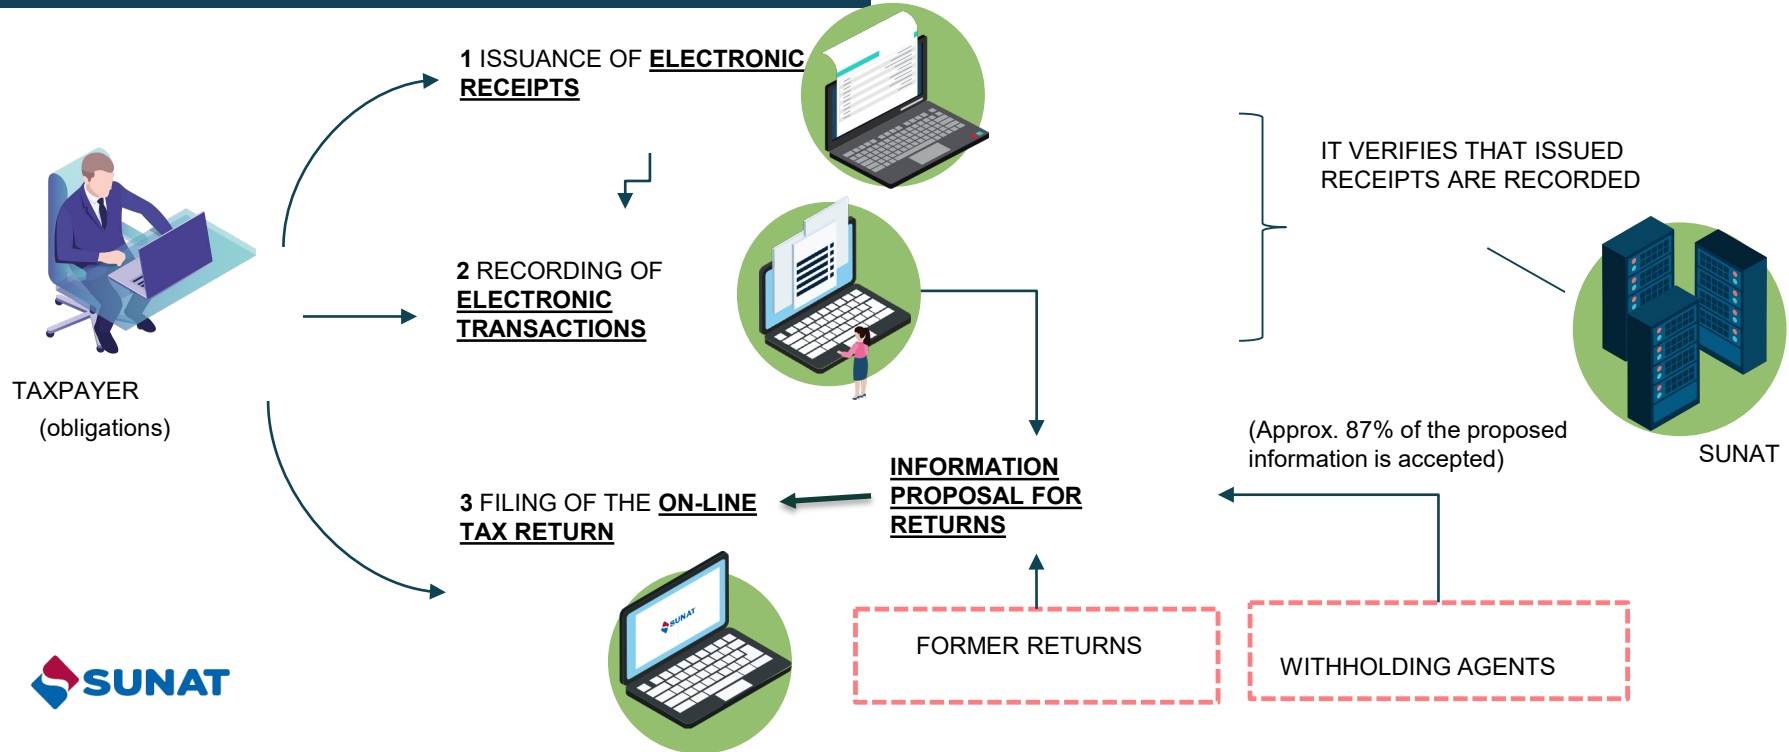 1 ISSUANCE OF ELECTRONIC
RECEIPTS
IT VERIFIES THAT ISSUED
RECEIPTS ARE RECORDED
2 RECORDING OF
ELECTRONIC
TRANSACTIONS
TAXPAYER
(obligations)
(Approx. 87% of the proposed
information is accepted)
SUNAT
INFORMATION
PROPOSAL FOR
RETURNS
3 FILING OF THE ON-LINE
TAX RETURN
SUNAT
FORMER RETURNS
WITHHOLDING AGENTS
SUNAT